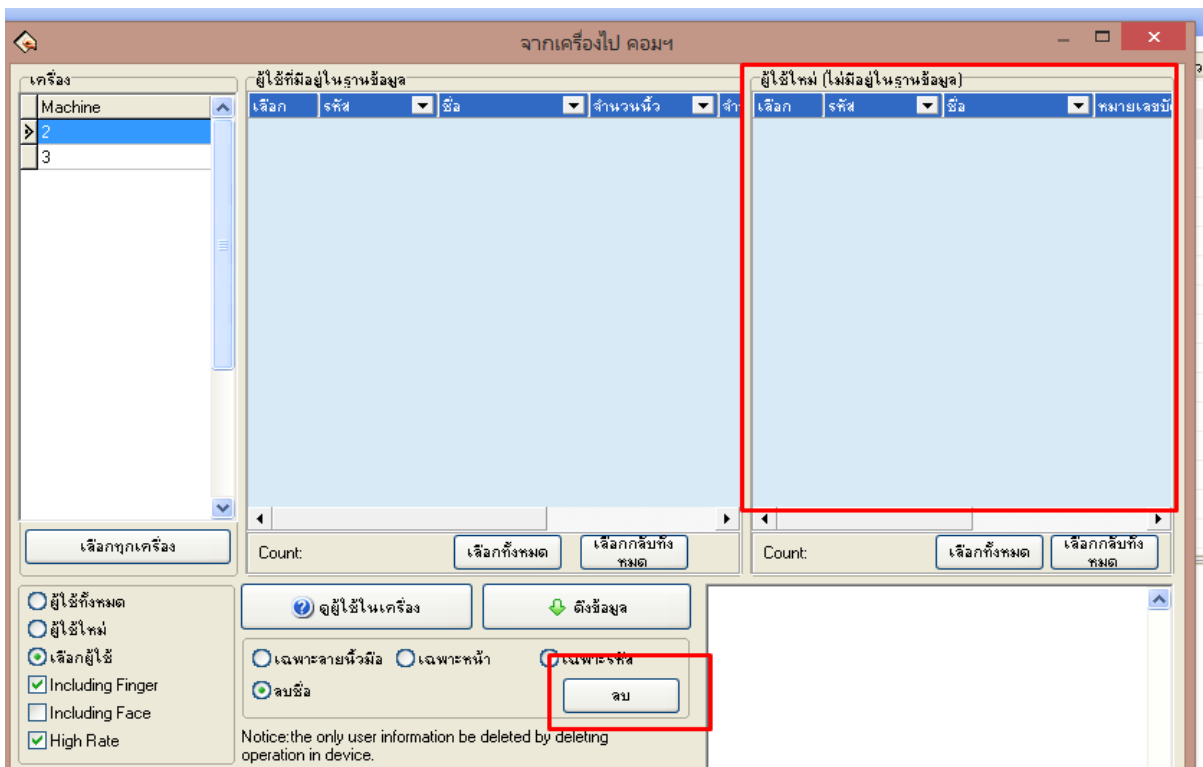 จากเครื่องไป คอมฯ
เครื่อง
Machine
2
3
เลือกทุกเครื่อง
ผู้ใช้ที่มีอยู่ในฐานข้อมูล
เลือก รหัส ชื่อ จำนวนนิ้ว
Count:
เลือกทั้งหมด
เลือกกลับทั้ง
หมด
ผู้ใช้ใหม่ (ไม่มีอยู่ในฐานข้อมูล)
เลือก รหัส ชื่อ
Count:
เลือกทั้งหมด
เลือกกลับทั้ง
หมด
ผู้ใช้ทั้งหมด
ผู้ใช้ใหม่
เลือกผู้ใช้
Including Finger
Including Face
High Rate
ดูผู้ใช้ในเครื่อง
ดึงข้อมูล
เฉพาะลายนิ้วมือ เฉพาะหน้า เฉพาะรหัส
ลบชื่อ
ลบ
Notice:the only user information be deleted by deleting
operation in device.